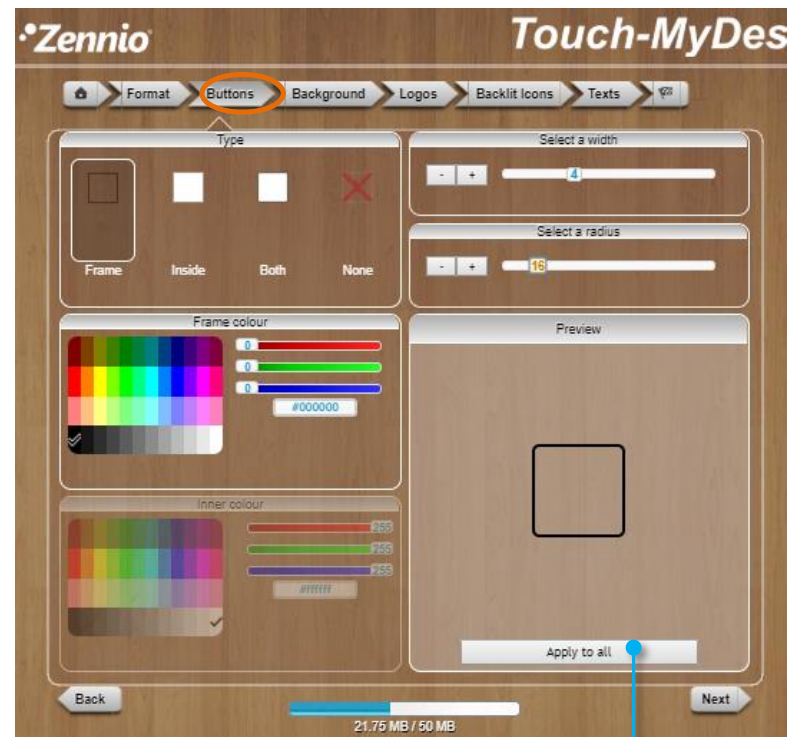 Zennio
Touch-MyDes
Format
Buttons
Background
Logos
Backlit Icons
Texts
Type
Frame
Inside
Both
None
Select a width
- +
4
Select a radius
- +
16
Frame colour
0
0
0
#000000
Preview
Inner colour
255
255
255
#ffffff
Apply to all
Back
21.75 MB / 50 MB
Next